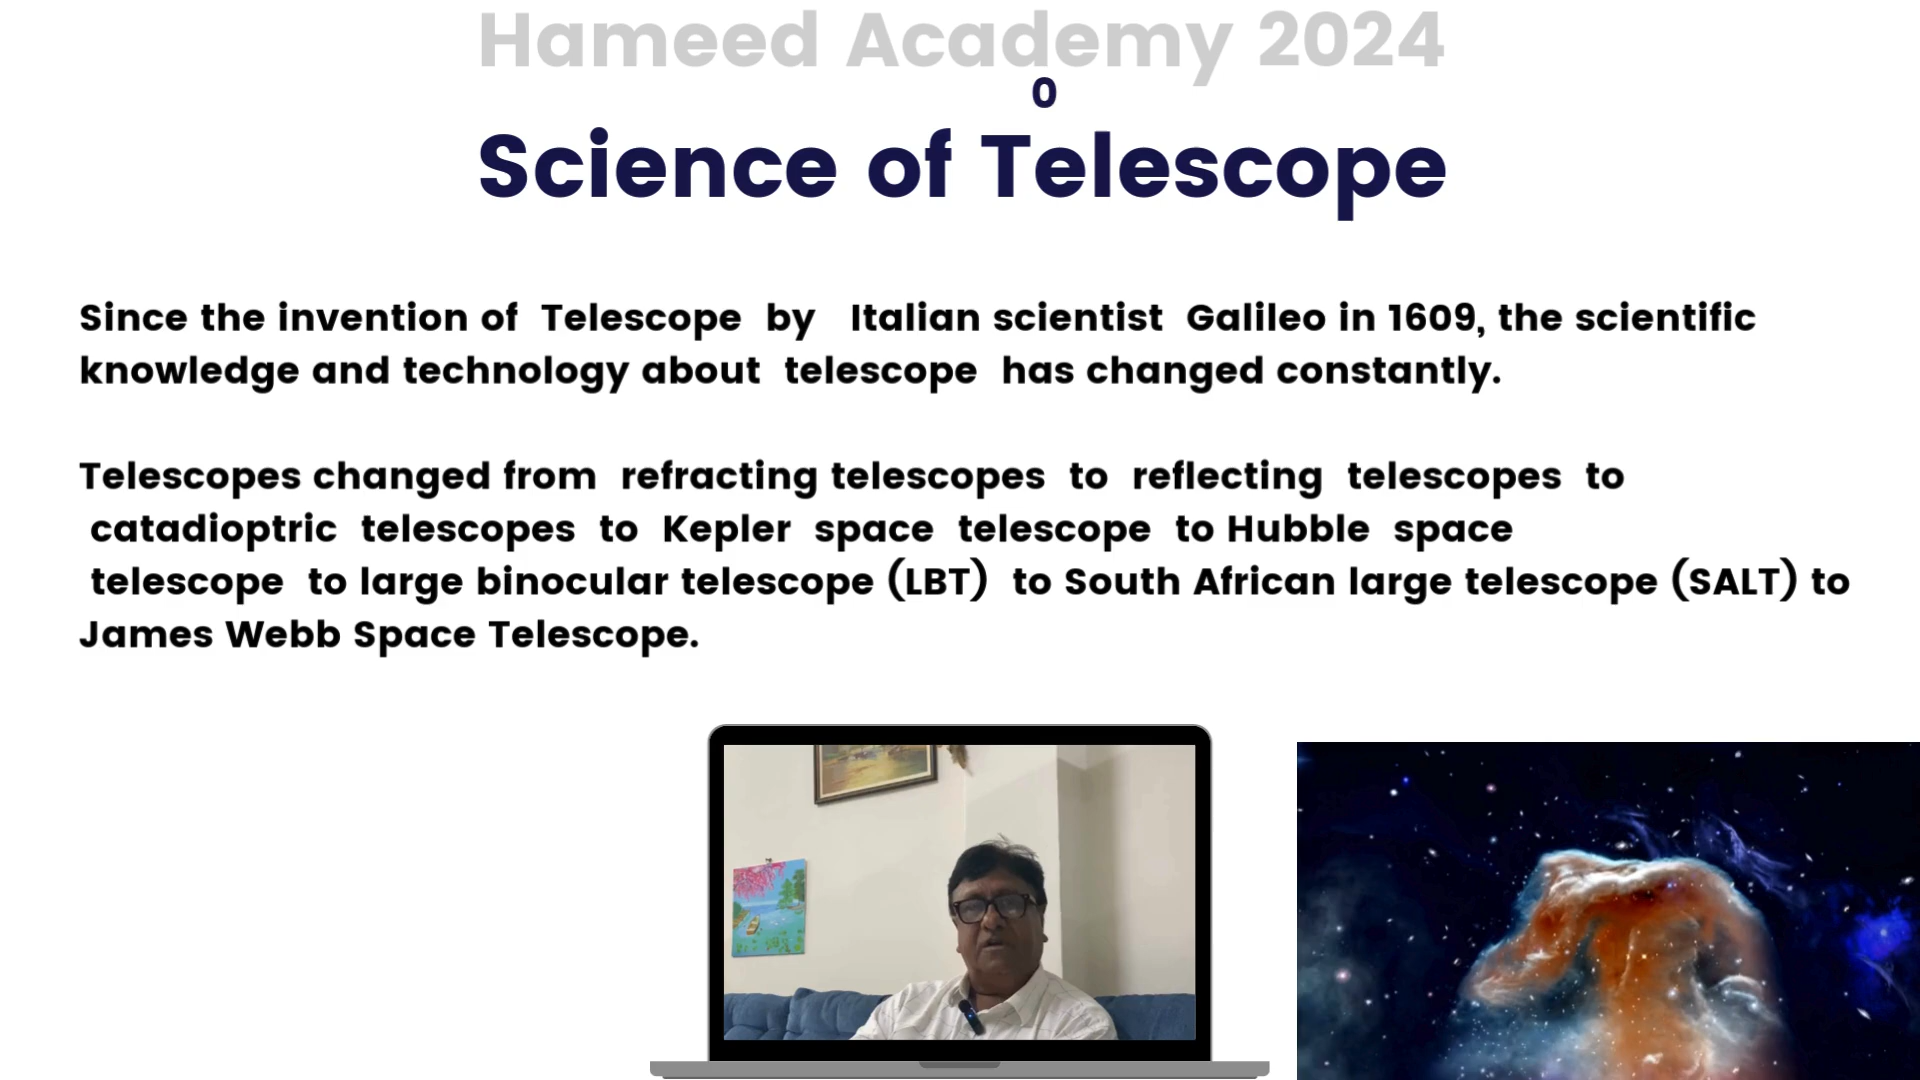 Hameed Academy 2024
0
Science of Telescope
Since the invention of Telescope by Italian scientist Galileo in 1609, the scientific
knowledge and technology about telescope has changed constantly.
Telescopes changed from refracting telescopes to reflecting telescopes to
catadioptric telescopes to Kepler space telescope to Hubble space
telescope to large binocular telescope (LBT) to South African large telescope (SALT) to
James Webb Space Telescope.